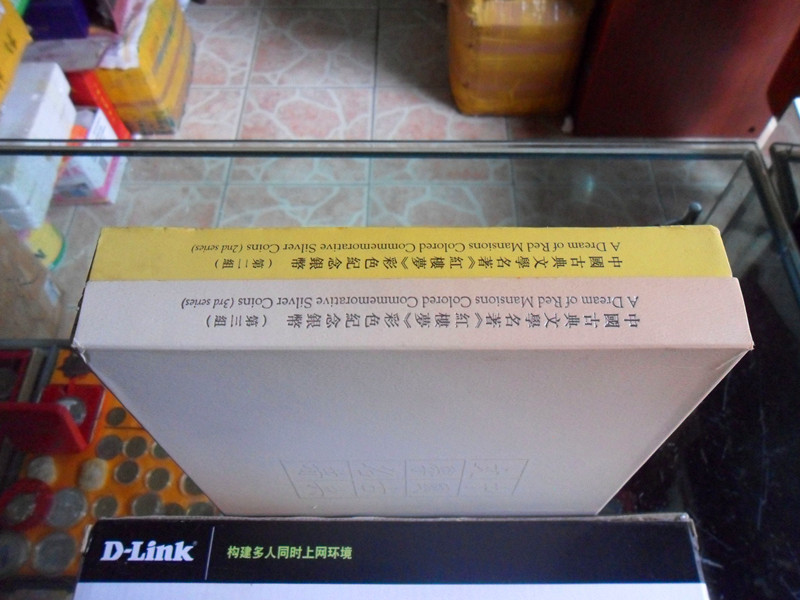 中國古典文學名著《紅樓夢》彩色紀念銀幣 (第二組)
A Dream of Red Mansions Colored Commemorative Silver Coins (2nd series)
中國古典文學名著《紅樓夢》彩色紀念銀幣 (第三組)
A Dream of Red Mansions Colored Commemorative Silver Coins (3rd series)
D-Link
构建多人同时上网环境